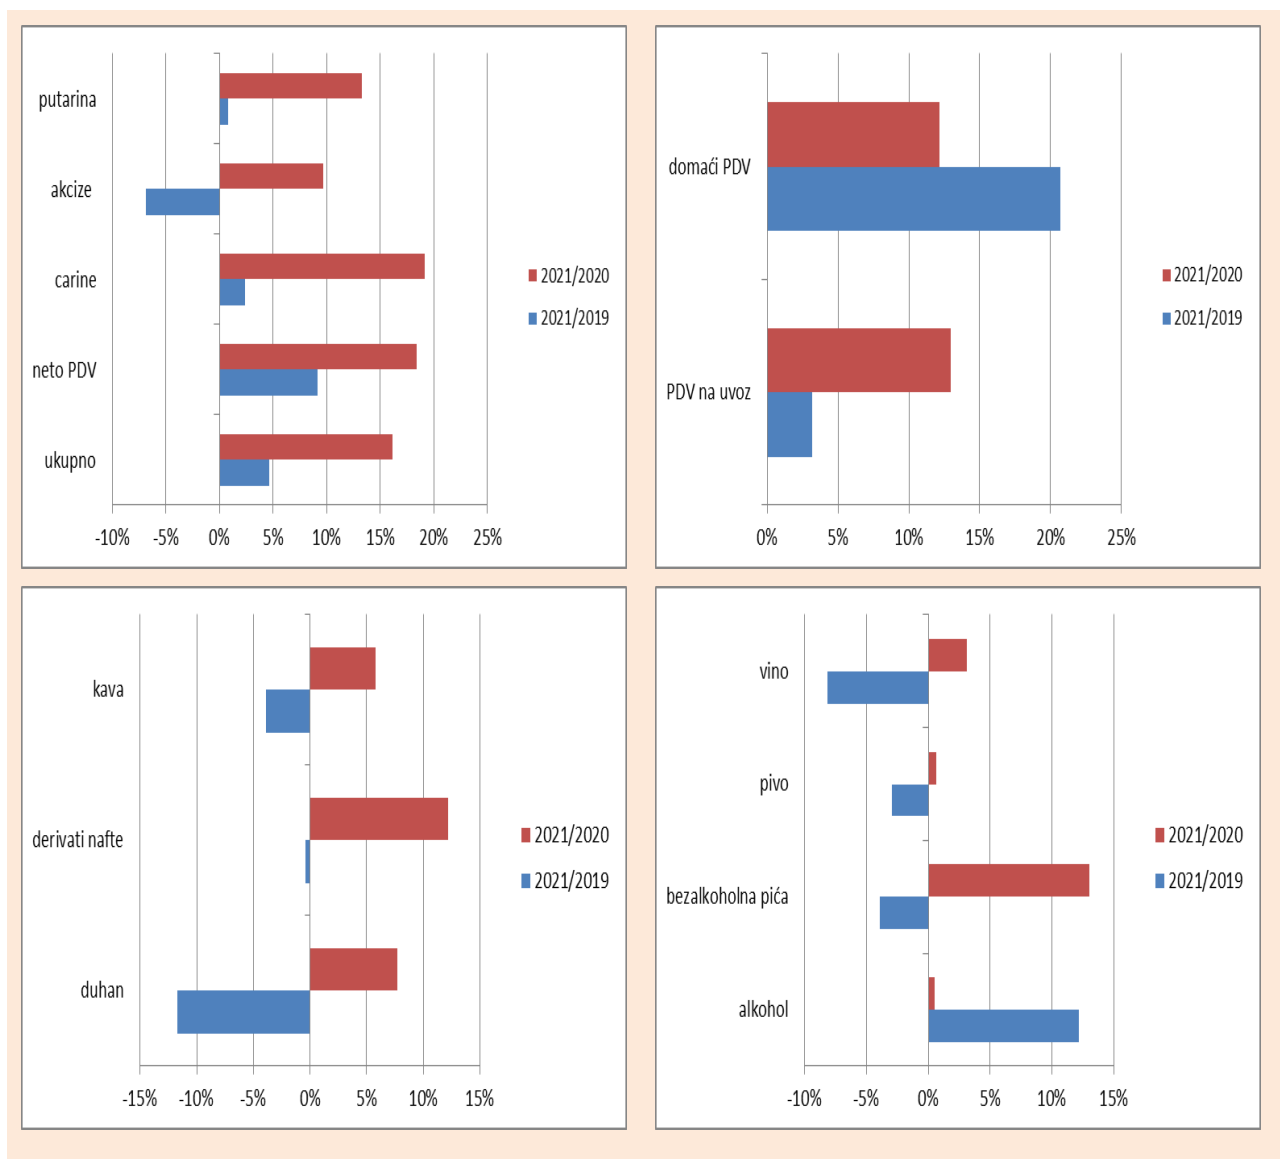 putarina
akcize
carine
neto PDV
ukupno
-10% -5% 0% 5% 10% 15% 20% 25%
2021/2020
2021/2019
domaći PDV
PDV na uvoz
0% 5% 10% 15% 20% 25%
2021/2020
2021/2019
kava
derivati nafte
duhan
-15% -10% -5% 0% 5% 10% 15%
2021/2020
2021/2019
vino
pivo
bezalkoholna pića
alkohol
-10% -5% 0% 5% 10% 15%
2021/2020
2021/2019